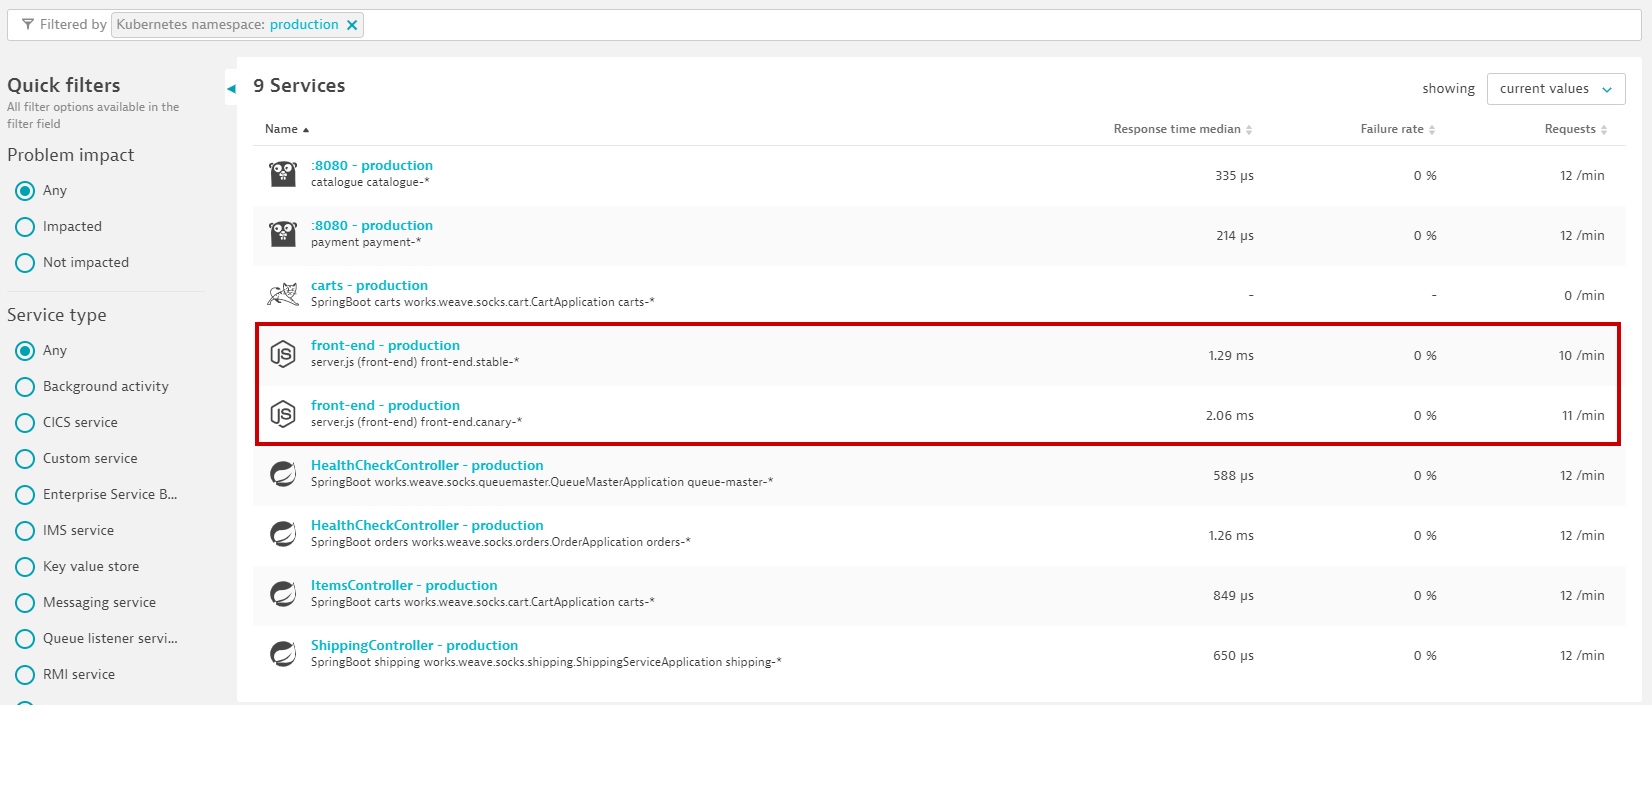 Filtered by Kubernetes namespace: production
Quick filters
All filter options available in the
filter field
Problem impact
Any
Impacted
Not impacted
Service type
Any
Background activity
CICS service
Custom service
Enterprise Service B...
IMS service
Key value store
Messaging service
Queue listener servi...
RMI service
9 Services
showing current values
Name Response time median Failure rate Requests
:8080 - production
catalogue catalogue-*
335 µs 0 % 12 /min
:8080 - production
payment payment-*
214 µs 0 % 12 /min
carts - production
SpringBoot carts works.weave.socks.cart.CartApplication carts-*
- - 0 /min
front-end - production
server.js (front-end) front-end.stable-*
1.29 ms 0 % 10 /min
front-end - production
server.js (front-end) front-end.canary-*
2.06 ms 0 % 11 /min
HealthCheckController - production
SpringBoot works.weave.socks.queuemaster.QueueMasterApplication queue-master-*
588 µs 0 % 12 /min
HealthCheckController - production
SpringBoot orders works.weave.socks.orders.OrderApplication orders-*
1.26 ms 0 % 12 /min
ItemsController - production
SpringBoot carts works.weave.socks.cart.CartApplication carts-*
849 µs 0 % 12 /min
ShippingController - production
SpringBoot shipping works.weave.socks.shipping.ShippingServiceApplication shipping-*
650 µs 0 % 12 /min